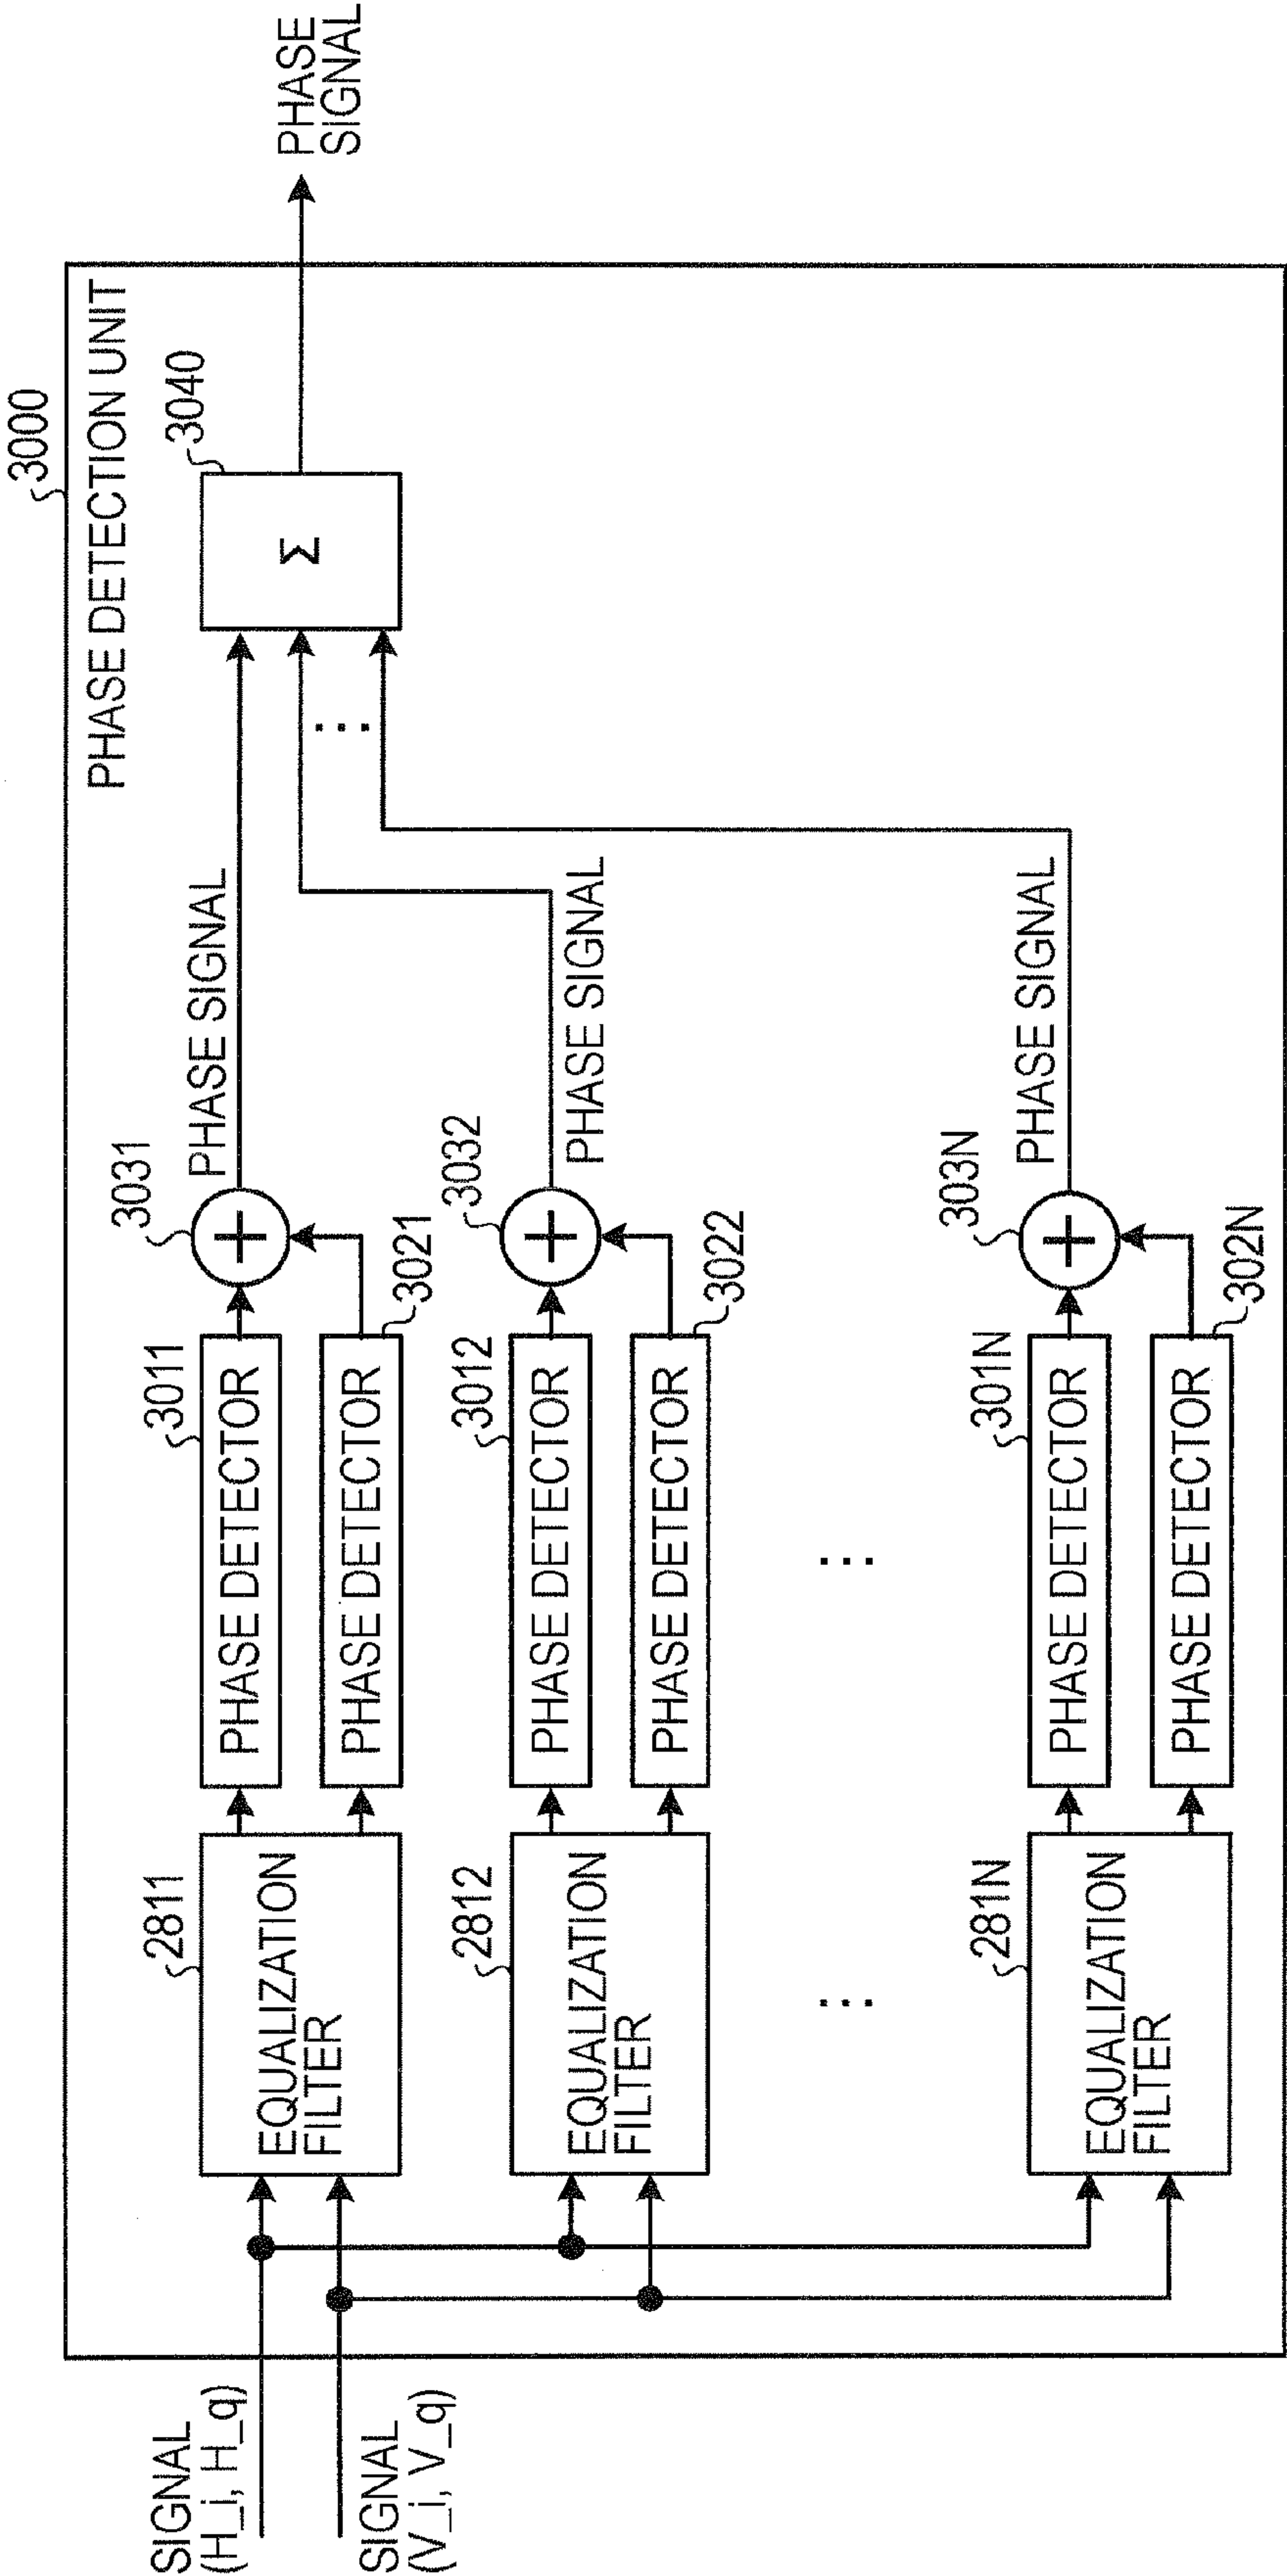 3000
PHASE DETECTION UNIT
SIGNAL
(H_i, H_q)
SIGNAL
(V_i, V_q)
2811
EQUALIZATION
FILTER
3011
PHASE DETECTOR
PHASE DETECTOR
3021
3031
+
PHASE SIGNAL
3040
Σ
PHASE
SIGNAL
...
2812
EQUALIZATION
FILTER
3012
PHASE DETECTOR
PHASE DETECTOR
3022
3032
+
PHASE SIGNAL
...
...
281N
EQUALIZATION
FILTER
301N
PHASE DETECTOR
PHASE DETECTOR
302N
303N
+
PHASE SIGNAL